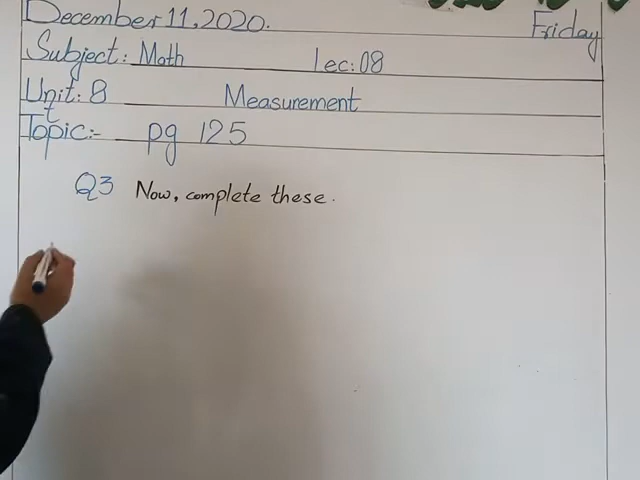 December 11, 2020. Friday
Subject: Math lec: 08
Unit: 8 Measurement
Topic:- pg 125
Q3 Now, complete these.